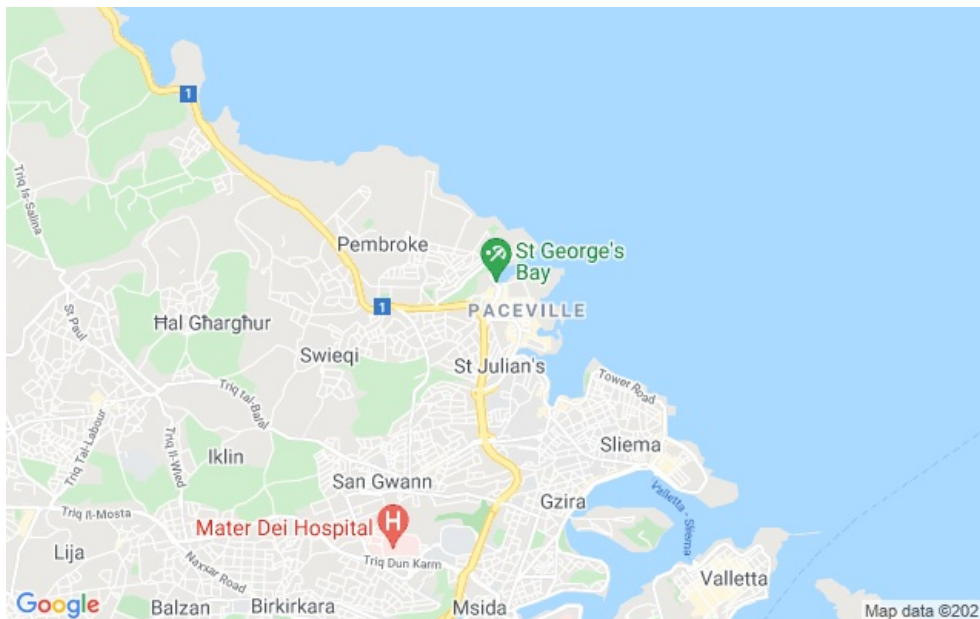 1
Triq Is-Salina
Pembroke
St George's
Bay
1
PACEVILLE
St Paul
Ħal Għargħur
Swieqi
St Julian's
Triq tal-Balal
Tower Road
Triq Tal-Labour
Triq Il-Wied
Iklin
Sliema
San Gwann
Gzira
Valletta - Sliema
Triq Il-Mosta
Mater Dei Hospital
H
Lija
Naxxar Road
Triq Dun Karm
Valletta
Google
Balzan
Birkirkara
Msida
Map data ©202